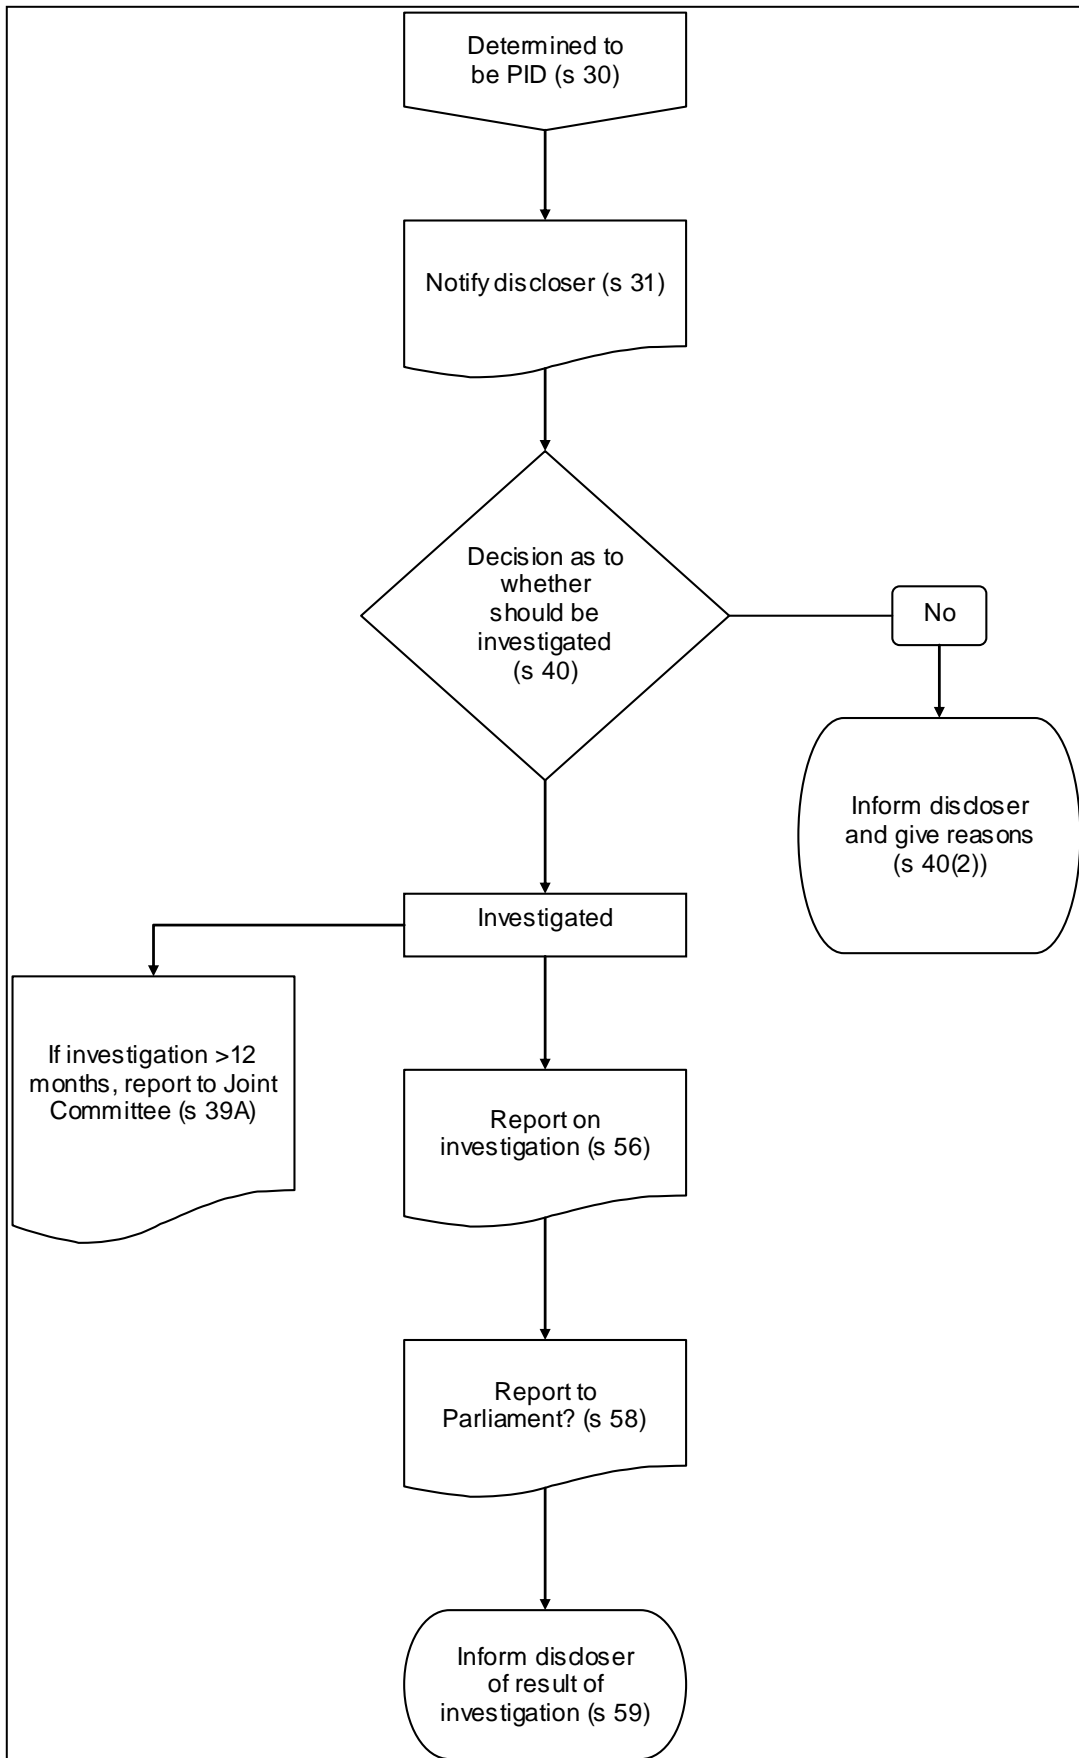 Determined to
be PID (s 30)
Notify discloser (s 31)
Decision as to
whether
should be
investigated
(s 40)
No
Inform discloser
and give reasons
(s 40(2))
Investigated
If investigation >12
months, report to Joint
Committee (s 39A)
Report on
investigation (s 56)
Report to
Parliament? (s 58)
Inform discloser
of result of
investigation (s 59)